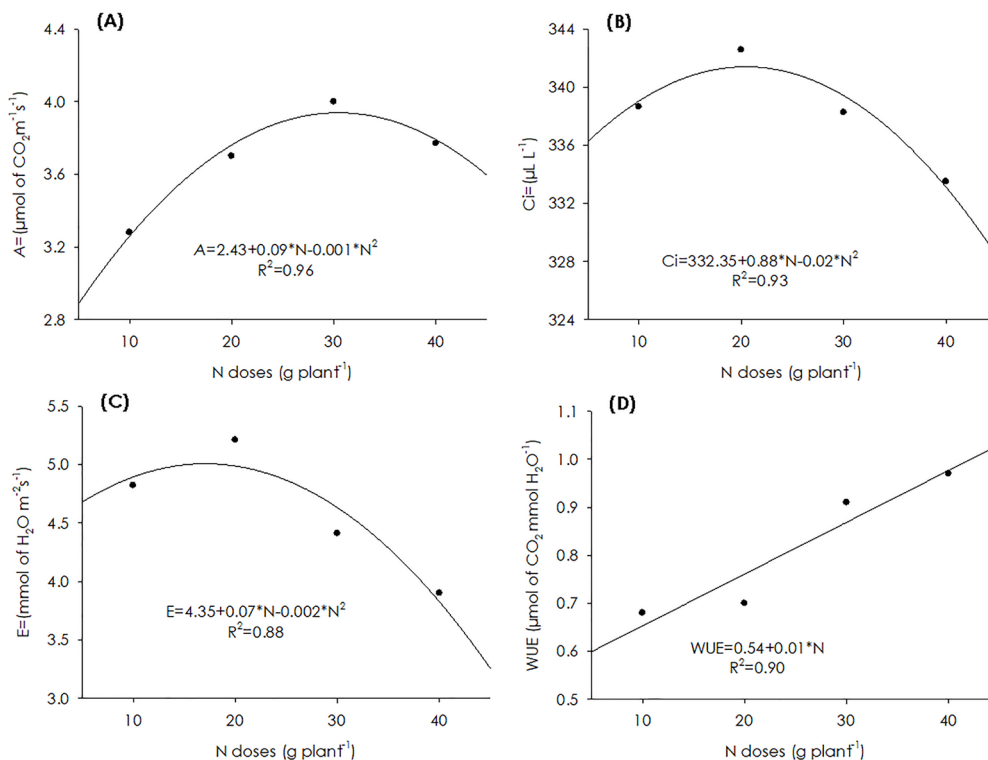 (A)
4.4
4.0
3.6
3.2
2.8
A=(µmol of CO₂m⁻¹s⁻¹)
A=2.43+0.09*N-0.001*N²
R²=0.96
10 20 30 40
N doses (g plant⁻¹)
(B)
344
340
336
332
328
324
Ci=(µL L⁻¹)
Ci=332.35+0.88*N-0.02*N²
R²=0.93
10 20 30 40
N doses (g plant⁻¹)
(C)
5.5
5.0
4.5
4.0
3.5
3.0
E=(mmol of H₂O m⁻²s⁻¹)
E=4.35+0.07*N-0.002*N²
R²=0.88
10 20 30 40
N doses (g plant⁻¹)
(D)
1.1
1.0
0.9
0.8
0.7
0.6
0.5
WUE (µmol of CO₂ mmol H₂O⁻¹)
WUE=0.54+0.01*N
R²=0.90
10 20 30 40
N doses (g plant⁻¹)